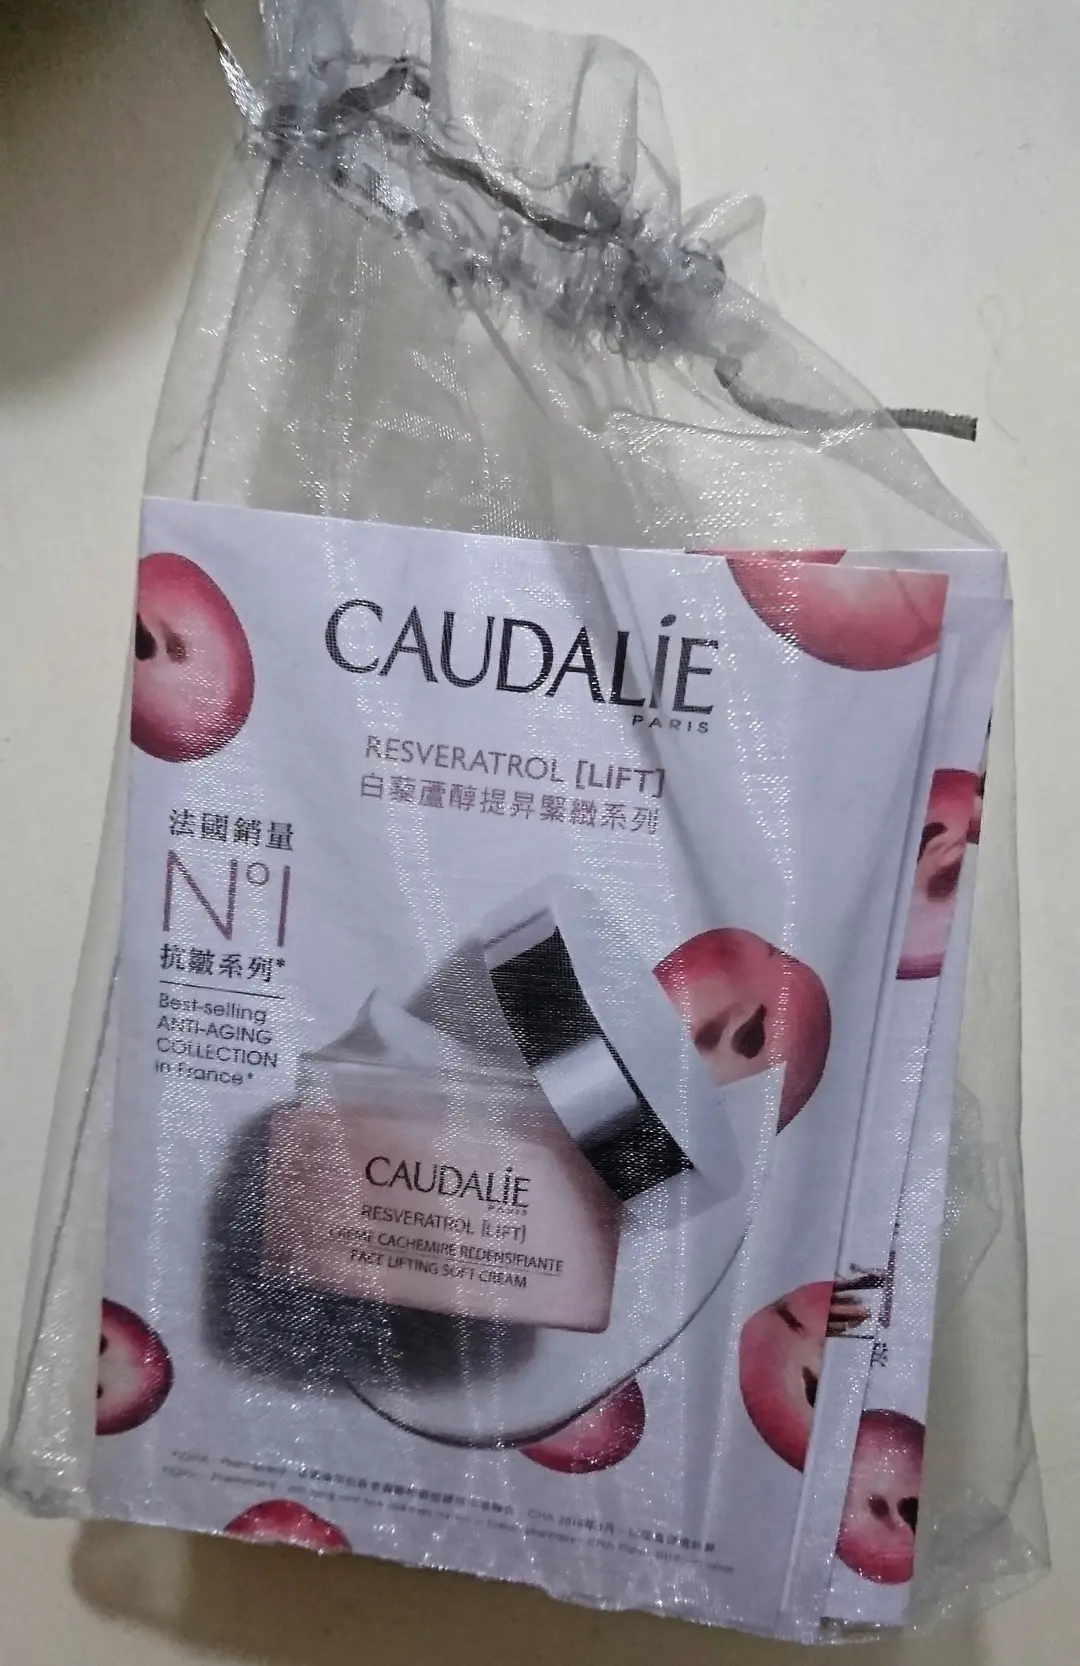 CAUDALÍE
PARIS
RESVERATROL [LIFT]
白藜蘆醇提昇緊緻系列
法國銷量
N°1
抗皺系列*
Best-selling
ANTI-AGING
COLLECTION
in France*
CAUDALÍE
PARIS
RESVERATROL [LIFT]
CRÈME CACHEMIRE REDENSIFIANTE
FACE LIFTING SOFT CREAM